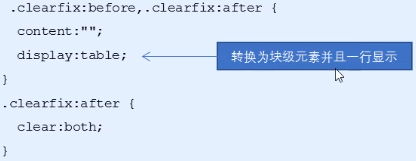 .clearfix:before,.clearfix:after {
content:"";
display:table;
转换为块级元素并且一行显示
}
.clearfix:after {
clear:both;
}